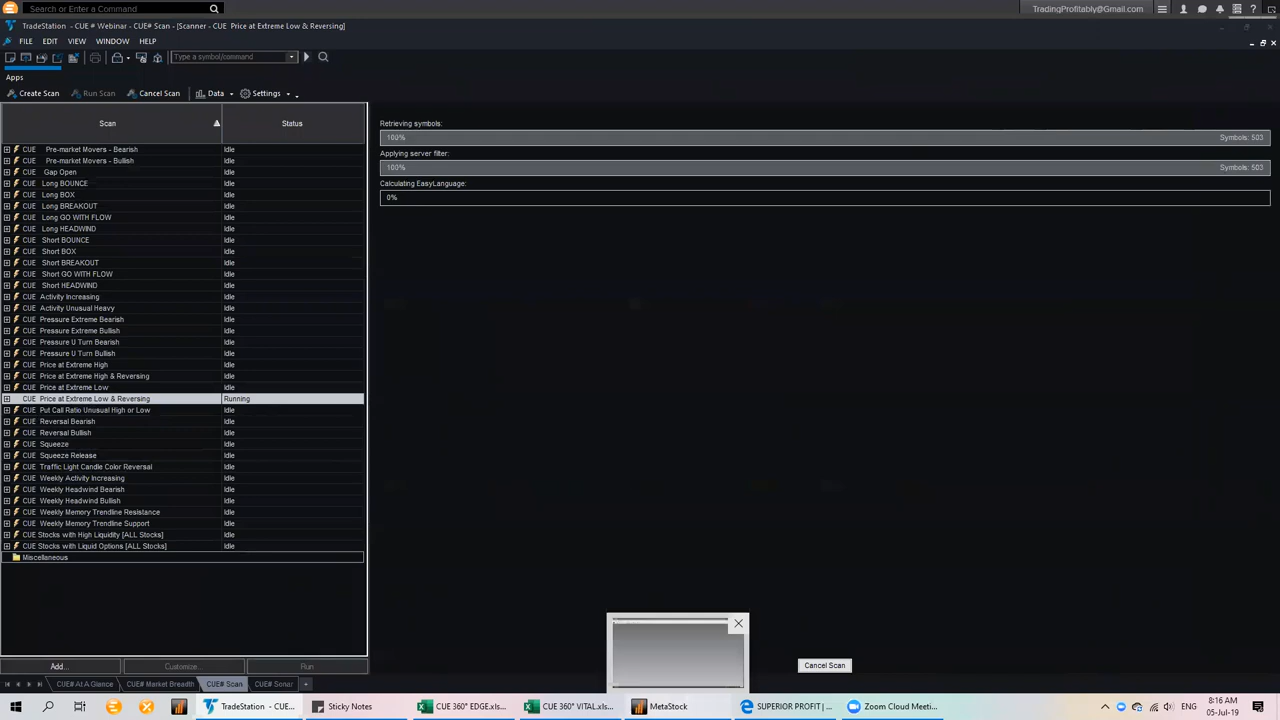 Search or Enter a Command
TradingProfitably@Gmail.com
TradeStation - CUE # Webinar - CUE# Scan - [Scanner - CUE Price at Extreme Low & Reversing]
FILE EDIT VIEW WINDOW HELP
Type a symbol/command
Apps
Create Scan Run Scan Cancel Scan Data Settings
Scan Status
CUE Pre-market Movers - Bearish Idle
CUE Pre-market Movers - Bullish Idle
CUE Gap Open Idle
CUE Long BOUNCE Idle
CUE Long BOX Idle
CUE Long BREAKOUT Idle
CUE Long GO WITH FLOW Idle
CUE Long HEADWIND Idle
CUE Short BOUNCE Idle
CUE Short BOX Idle
CUE Short BREAKOUT Idle
CUE Short GO WITH FLOW Idle
CUE Short HEADWIND Idle
CUE Activity Increasing Idle
CUE Activity Unusual Heavy Idle
CUE Pressure Extreme Bearish Idle
CUE Pressure Extreme Bullish Idle
CUE Pressure U Turn Bearish Idle
CUE Pressure U Turn Bullish Idle
CUE Price at Extreme High Idle
CUE Price at Extreme High & Reversing Idle
CUE Price at Extreme Low Idle
CUE Price at Extreme Low & Reversing Running
CUE Put Call Ratio Unusual High or Low Idle
CUE Reversal Bearish Idle
CUE Reversal Bullish Idle
CUE Squeeze Idle
CUE Squeeze Release Idle
CUE Traffic Light Candle Color Reversal Idle
CUE Weekly Activity Increasing Idle
CUE Weekly Headwind Bearish Idle
CUE Weekly Headwind Bullish Idle
CUE Weekly Memory Trendline Resistance Idle
CUE Weekly Memory Trendline Support Idle
CUE Stocks with High Liquidity [ALL Stocks] Idle
CUE Stocks with Liquid Options [ALL Stocks] Idle
Miscellaneous
Retrieving symbols:
100% Symbols: 503
Applying server filter:
100% Symbols: 503
Calculating EasyLanguage:
0%
Cancel Scan
Add... Customize... Run
CUE# At A Glance CUE# Market Breadth CUE# Scan CUE# Sonar +
TradeStation - CUE... Sticky Notes CUE 360° EDGE.xls... CUE 360° VITAL.xls... MetaStock SUPERIOR PROFIT | ... Zoom Cloud Meeti... ENG
8:16 AM
05-Jul-19